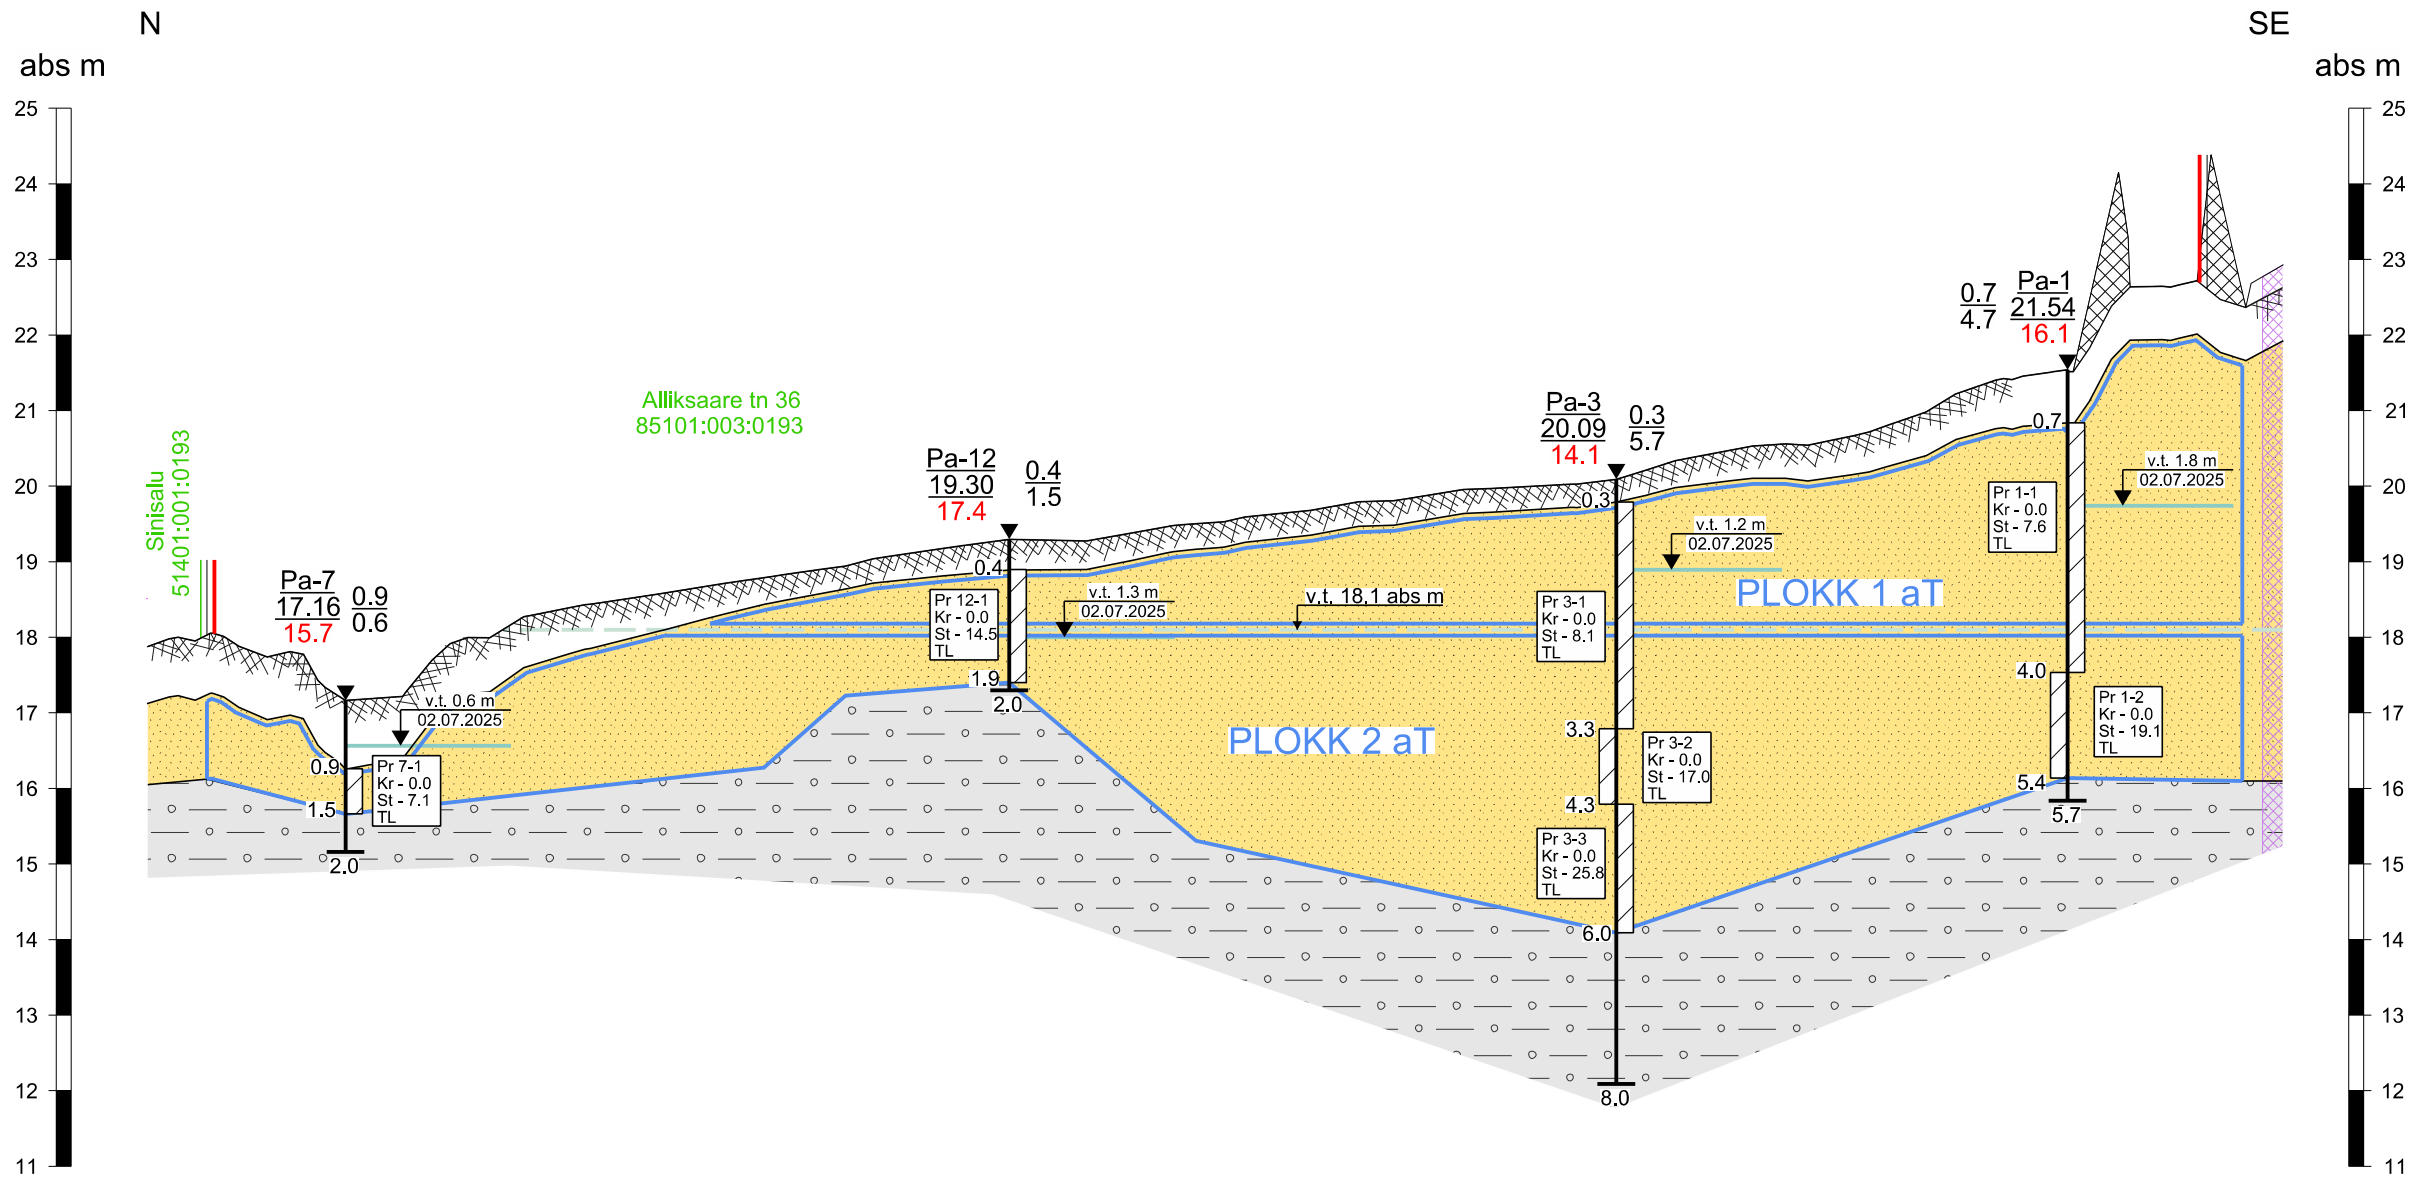 N
SE
abs m
abs m
25
24
23
22
21
20
19
18
17
16
15
14
13
12
11
Sinisalu
51401:001:0193
Alliksaare tn 36
85101:003:0193
Pa-7
17.16
15.7
0.9
0.6
v.t. 0.6 m
02.07.2025
0.9
1.5
2.0
Pr 7-1
Kr - 0.0
St - 7.1
TL
Pa-12
19.30
17.4
0.4
1.5
0.4
1.9
2.0
Pr 12-1
Kr - 0.0
St - 14.5
TL
v.t. 1.3 m
02.07.2025
v.t. 18.1 abs m
PLOKK 2 aT
PLOKK 1 aT
Pa-3
20.09
14.1
0.3
5.7
0.3
3.3
4.3
6.0
8.0
v.t. 1.2 m
02.07.2025
Pr 3-1
Kr - 0.0
St - 8.1
TL
Pr 3-2
Kr - 0.0
St - 17.0
TL
Pr 3-3
Kr - 0.0
St - 25.8
TL
0.7
4.7
Pa-1
21.54
16.1
0.7
4.0
5.4
5.7
v.t. 1.8 m
02.07.2025
Pr 1-1
Kr - 0.0
St - 7.6
TL
Pr 1-2
Kr - 0.0
St - 19.1
TL
25
24
23
22
21
20
19
18
17
16
15
14
13
12
11